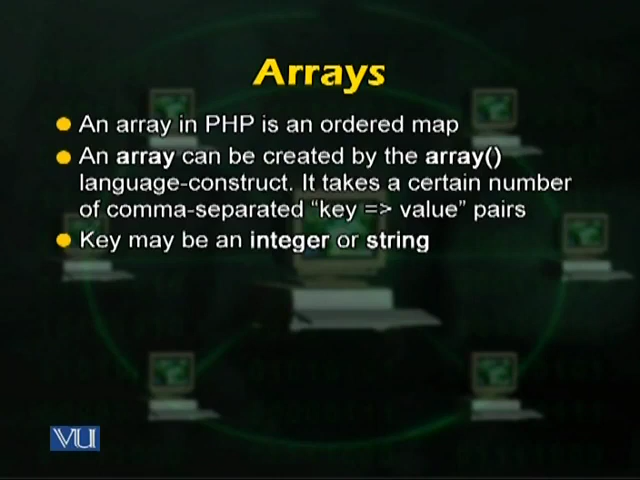 Arrays
An array in PHP is an ordered map
An array can be created by the array()
language-construct. It takes a certain number
of comma-separated “key => value” pairs
Key may be an integer or string
VU